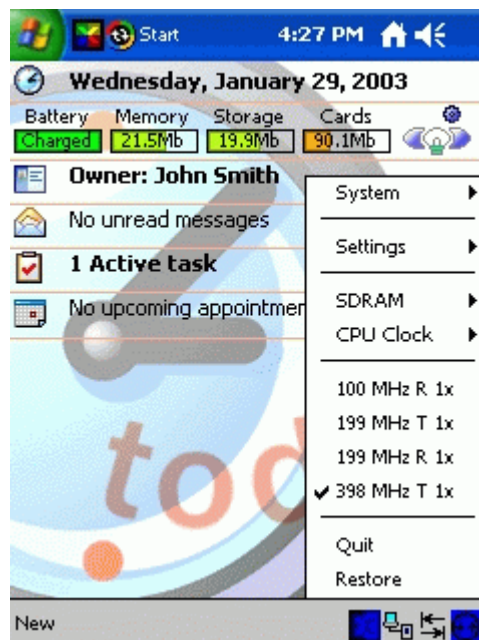 Start 4:27 PM
Wednesday, January 29, 2003
Battery Memory Storage Cards
Charged 21.5Mb 19.9Mb 90.1Mb
Owner: John Smith
No unread messages
1 Active task
No upcoming appointmen
System
Settings
SDRAM
CPU Clock
100 MHz R 1x
199 MHz T 1x
199 MHz R 1x
398 MHz T 1x
Quit
Restore
tod
New